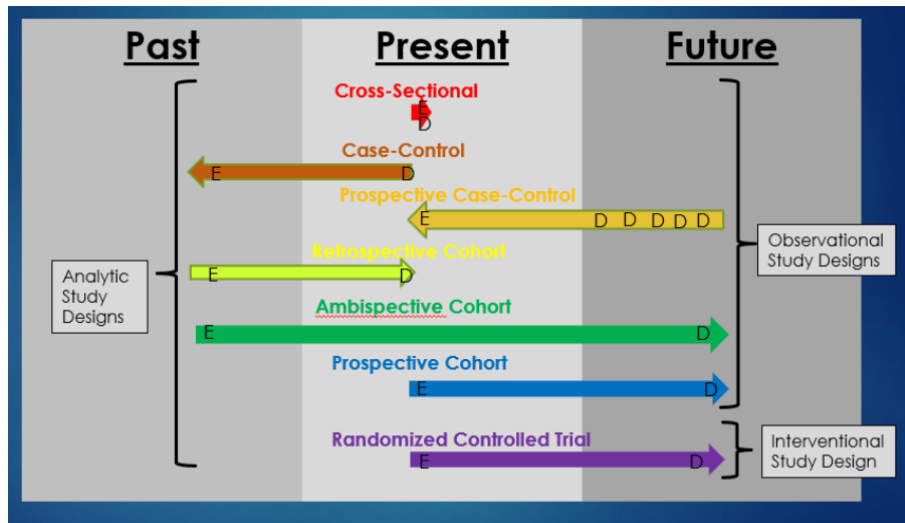 Past
Present
Future
Cross-Sectional
E
D
Case-Control
E D
Prospective Case-Control
E D D D D D
Retrospective Cohort
E D
Ambispective Cohort
E D
Prospective Cohort
E D
Randomized Controlled Trial
E D
Analytic
Study
Designs
Observational
Study Designs
Interventional
Study Design